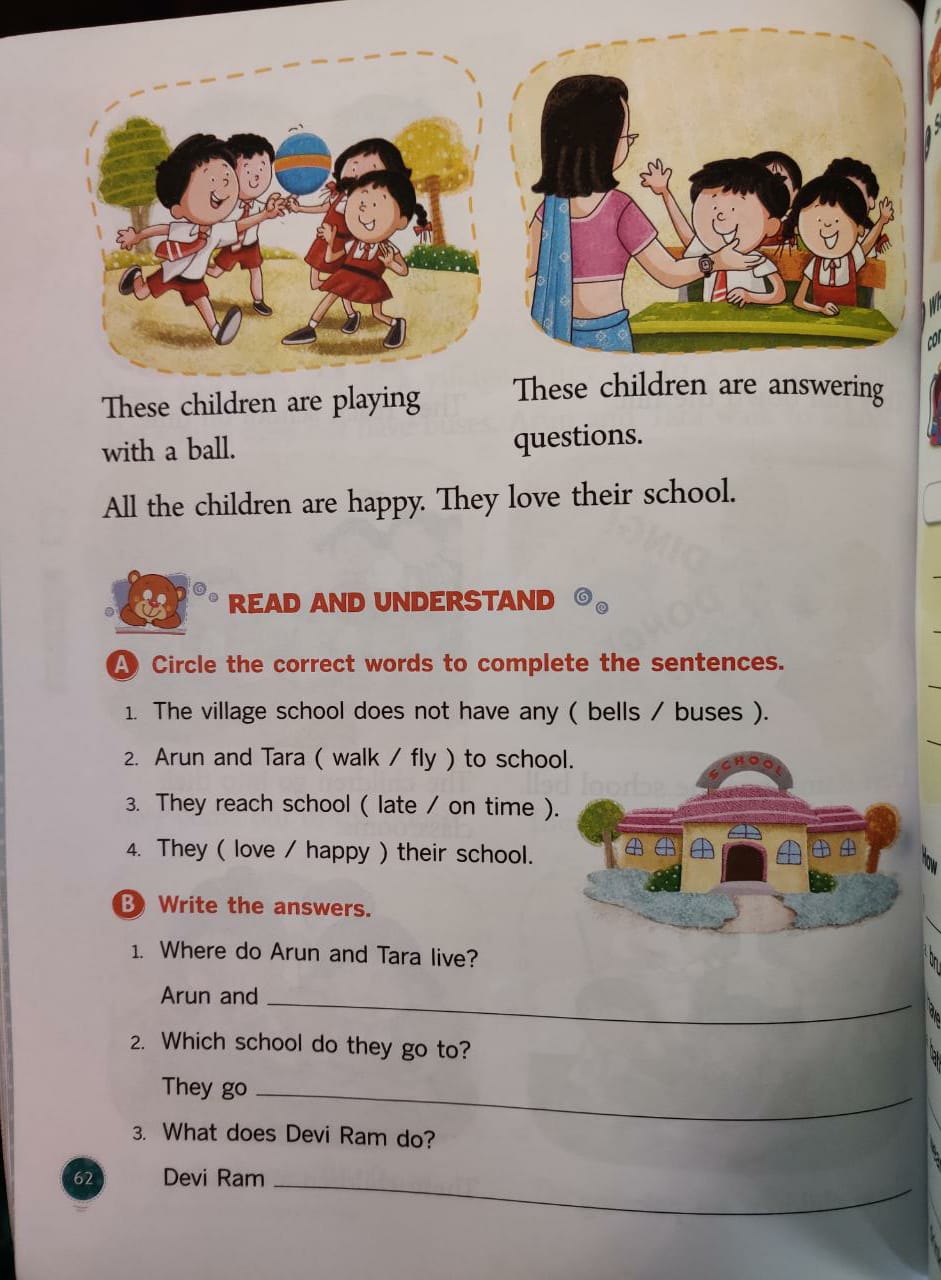 These children are playing
with a ball.
These children are answering
questions.
All the children are happy. They love their school.
READ AND UNDERSTAND
A Circle the correct words to complete the sentences.
1. The village school does not have any ( bells / buses ).
2. Arun and Tara ( walk / fly ) to school.
3. They reach school ( late / on time ).
4. They ( love / happy ) their school.
SCHOOL
B Write the answers.
1. Where do Arun and Tara live?
Arun and
2. Which school do they go to?
They go
3. What does Devi Ram do?
Devi Ram
62